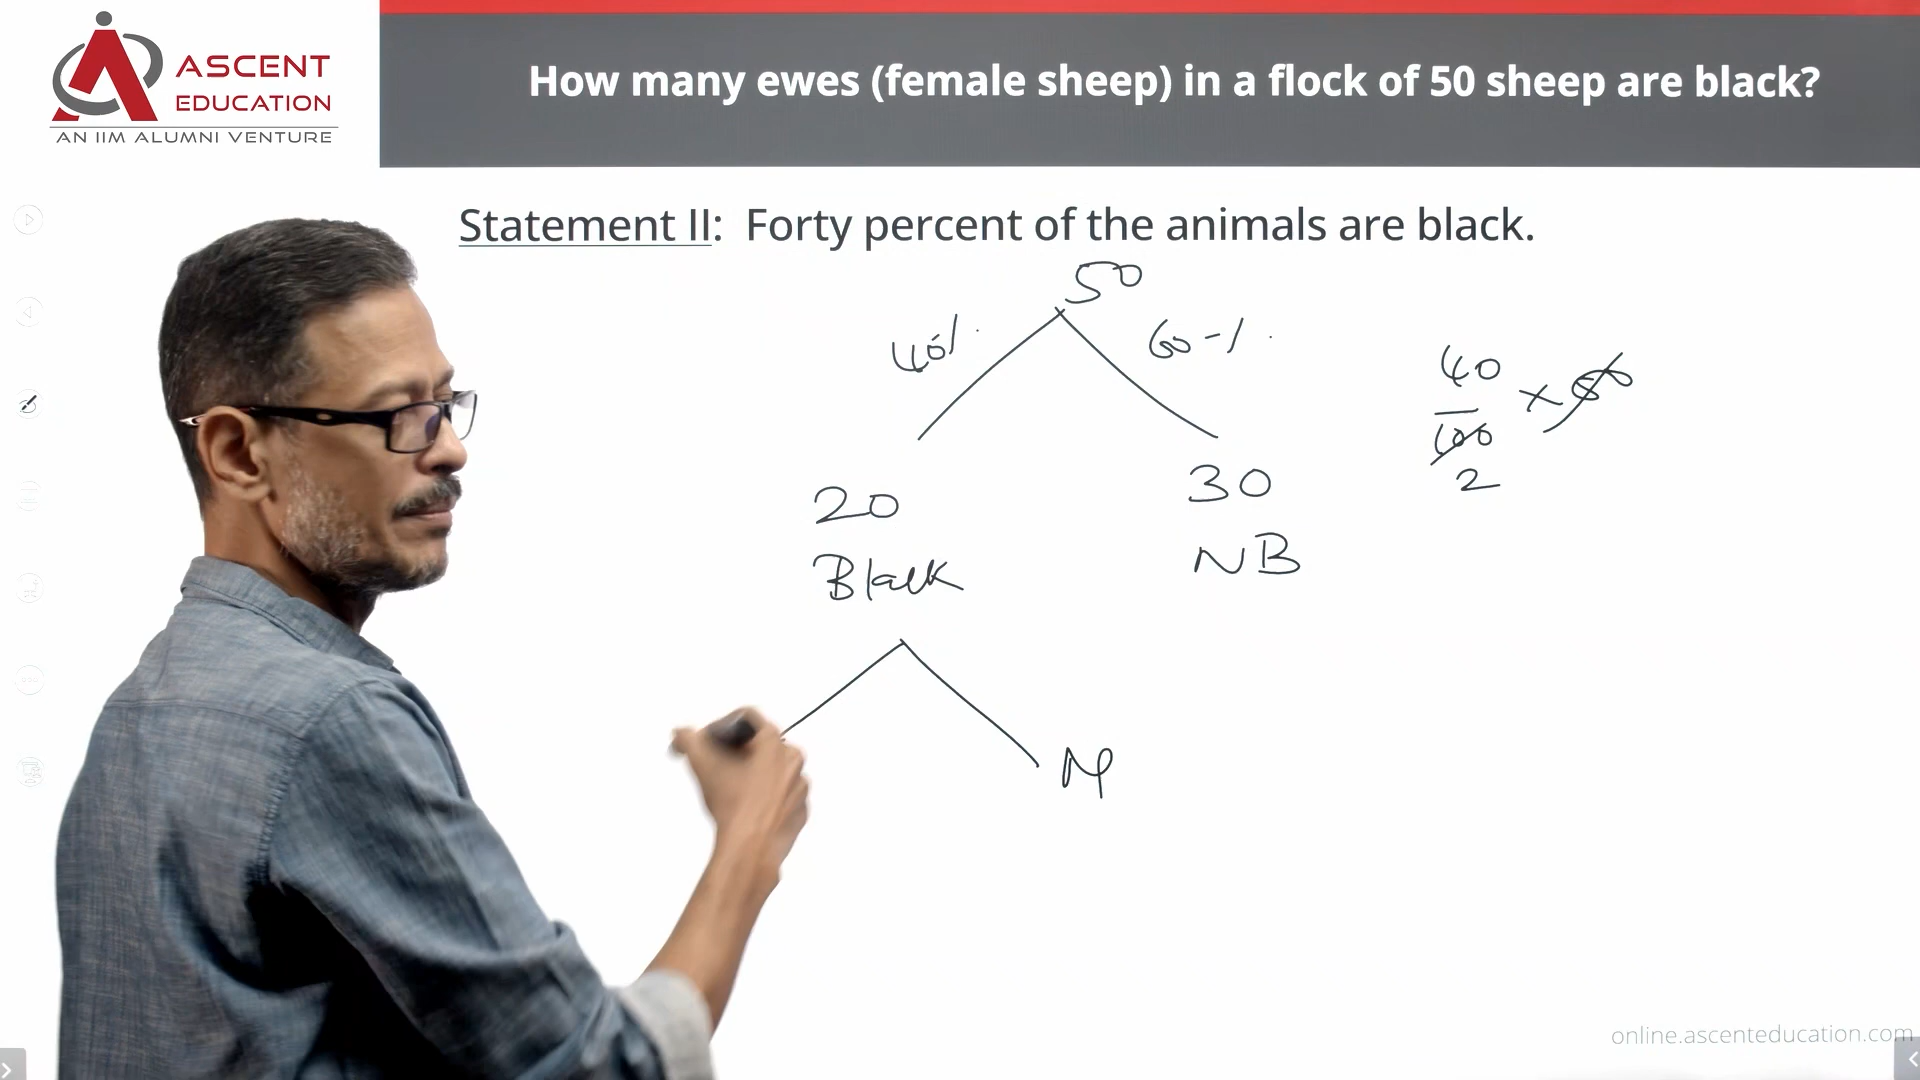 ASCENT
EDUCATION
AN IIM ALUMNI VENTURE
How many ewes (female sheep) in a flock of 50 sheep are black?
Statement II: Forty percent of the animals are black.
50
40%
60%
40
100
× 50
2
20
Black
30
NB
online.ascenteducation.com